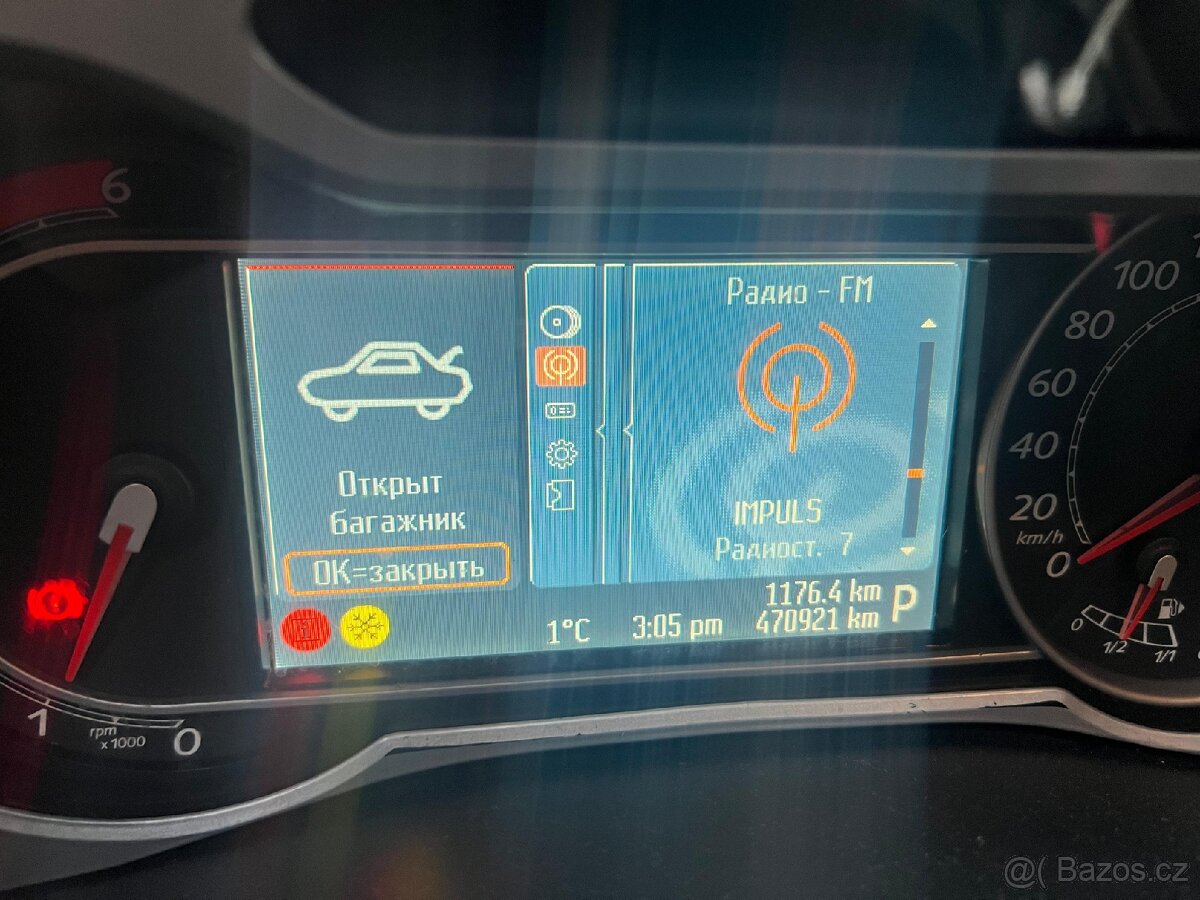 6
Радио - FM
Открыт
багажник
OK=закрыть
IMPULS
Радиост. 7
1176.4 km
1°C
3:05 pm
470921 km
P
1
rpm
x1000
0
100
80
60
40
20
km/h
0
0
1/2
1/1
@( Bazos.cz